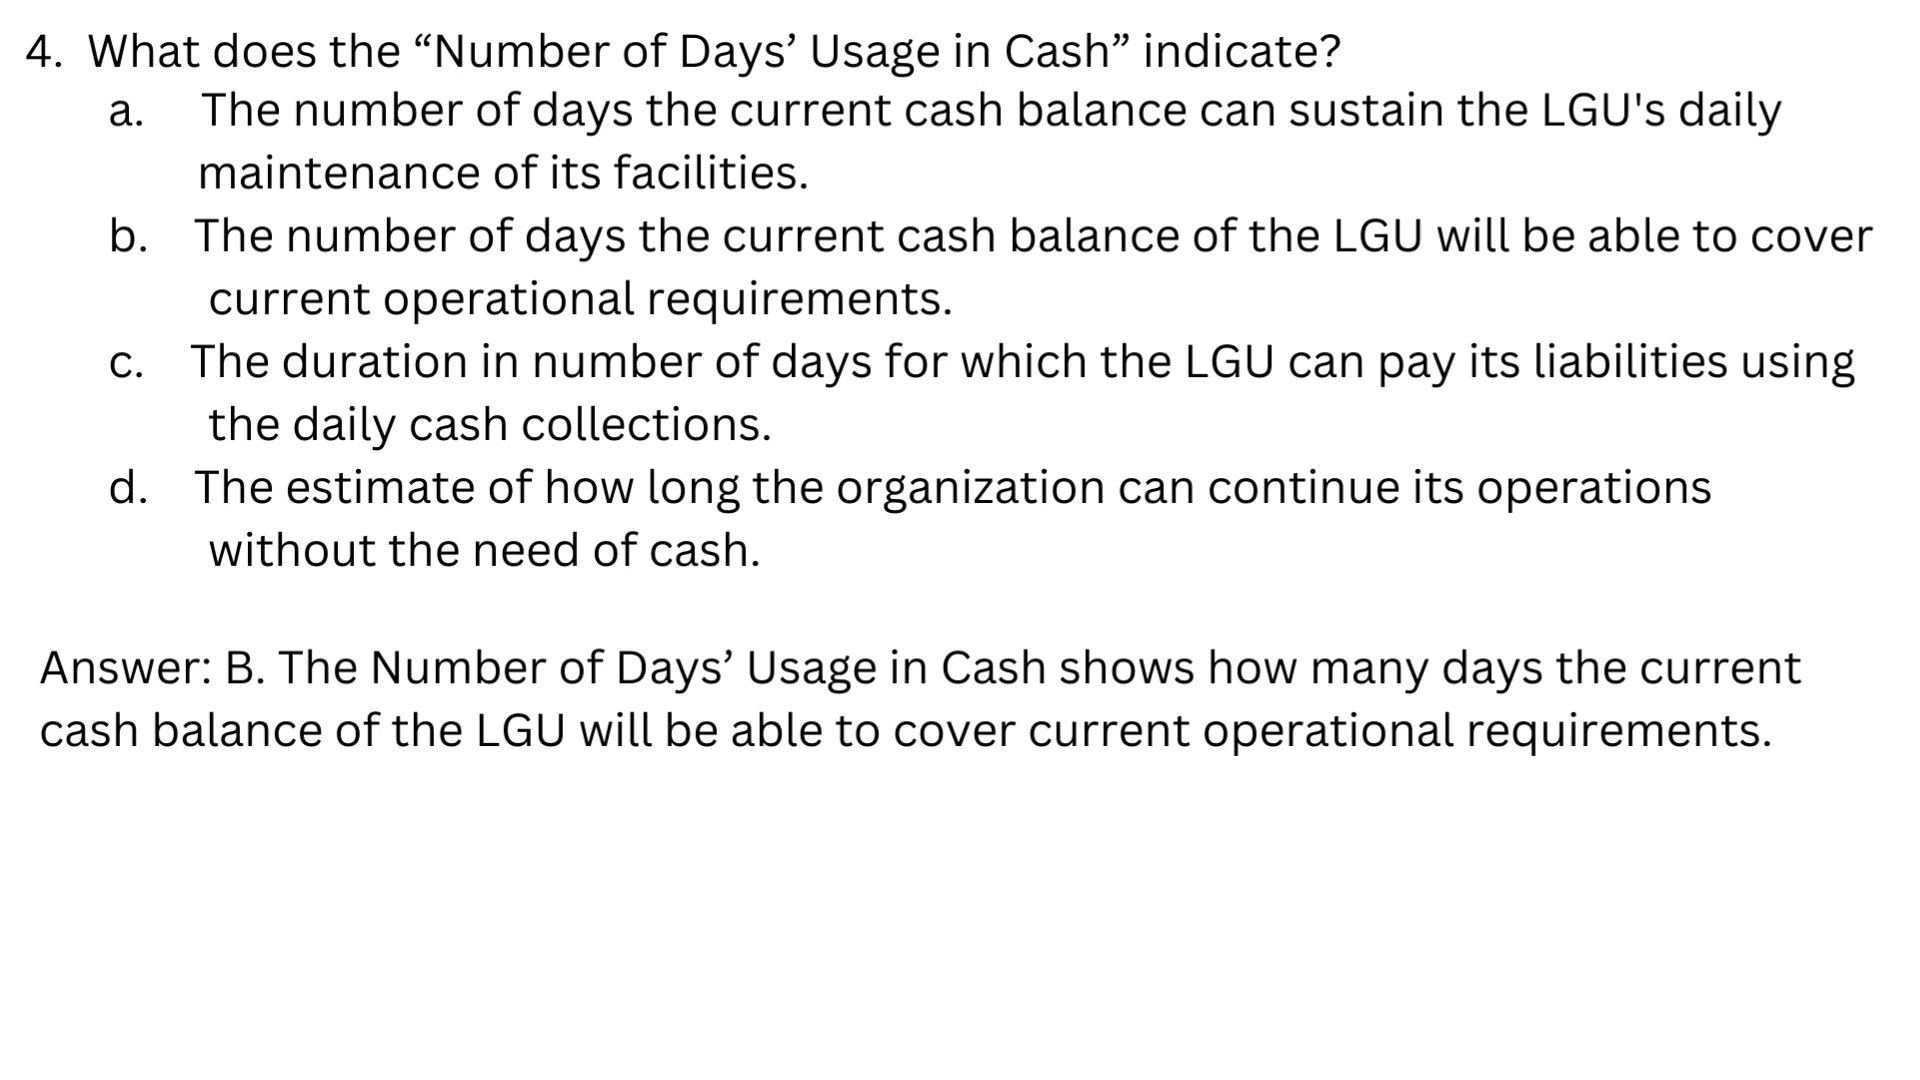 4. What does the “Number of Days’ Usage in Cash” indicate?
a. The number of days the current cash balance can sustain the LGU's daily
maintenance of its facilities.
b. The number of days the current cash balance of the LGU will be able to cover
current operational requirements.
c. The duration in number of days for which the LGU can pay its liabilities using
the daily cash collections.
d. The estimate of how long the organization can continue its operations
without the need of cash.
Answer: B. The Number of Days’ Usage in Cash shows how many days the current
cash balance of the LGU will be able to cover current operational requirements.